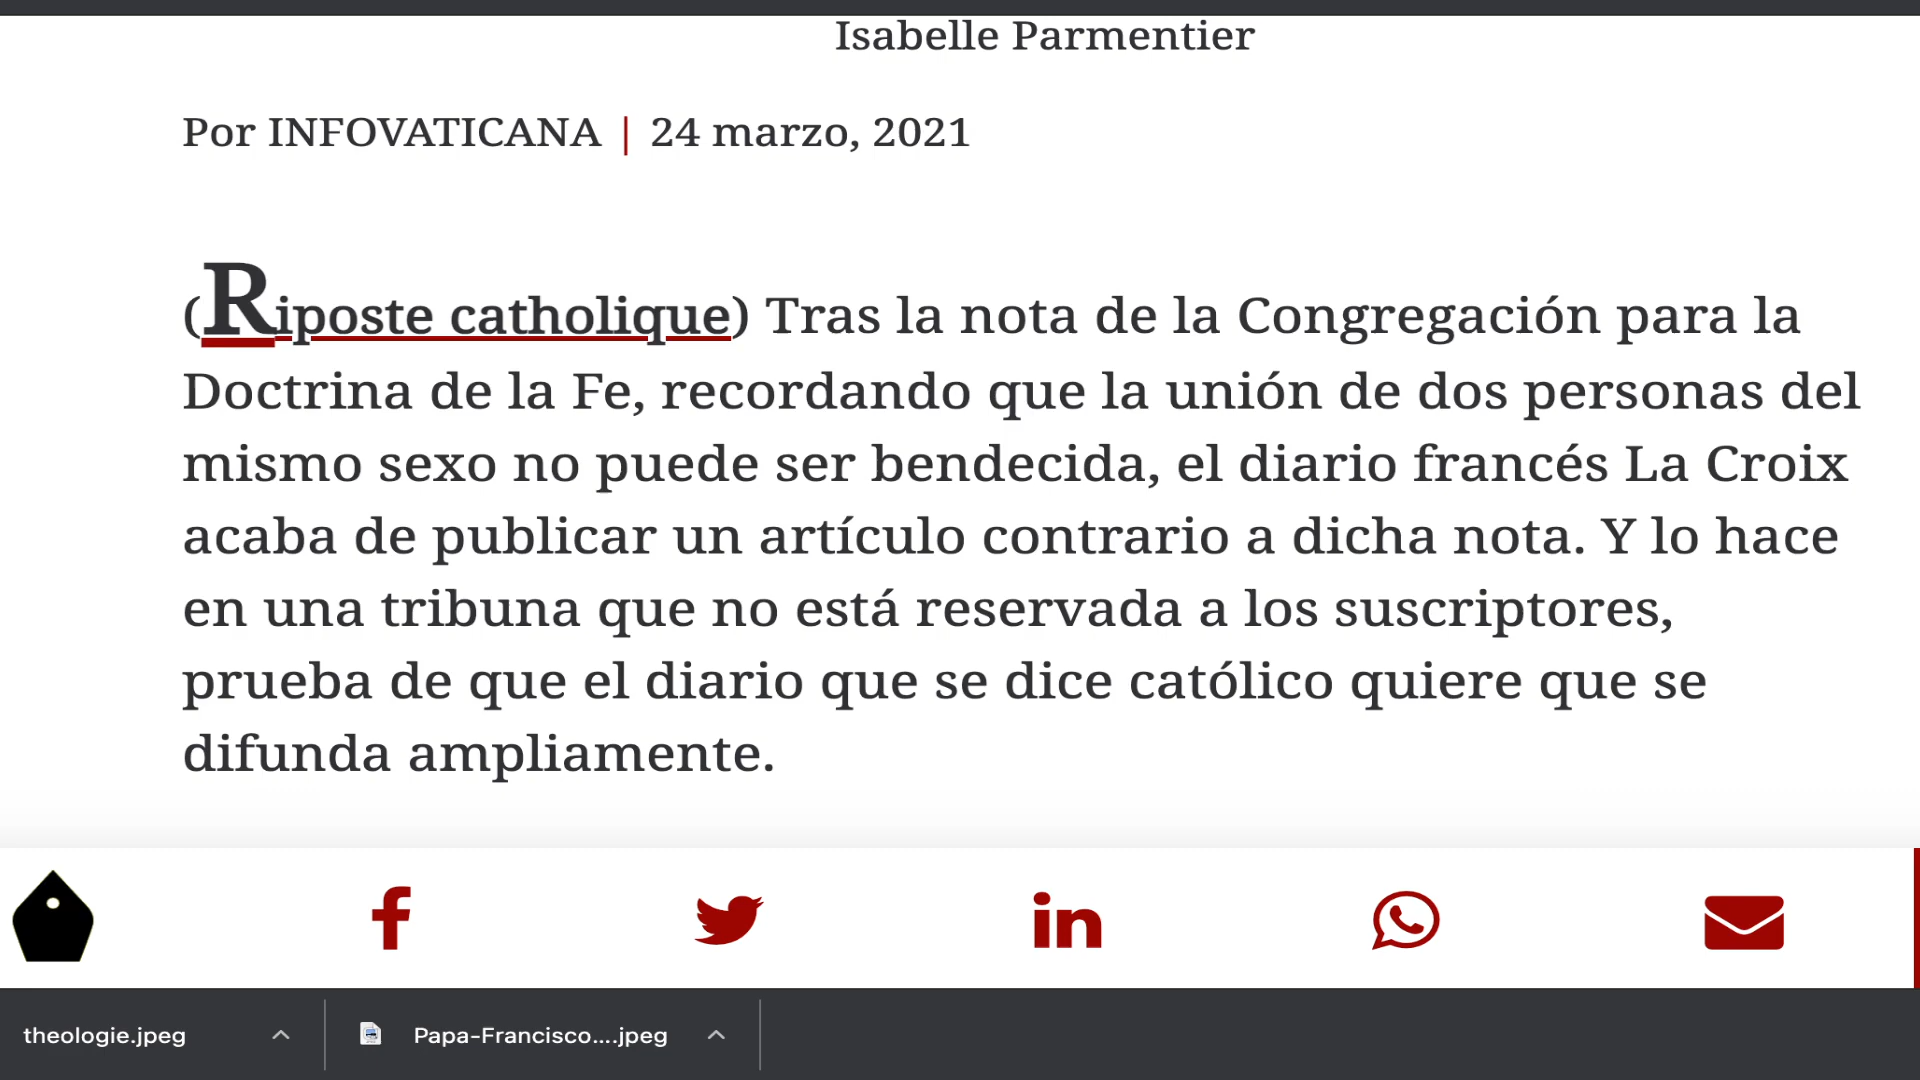 Isabelle Parmentier
Por INFOVATICANA | 24 marzo, 2021
(Riposte catholique) Tras la nota de la Congregación para la
Doctrina de la Fe, recordando que la unión de dos personas del
mismo sexo no puede ser bendecida, el diario francés La Croix
acaba de publicar un artículo contrario a dicha nota. Y lo hace
en una tribuna que no está reservada a los suscriptores,
prueba de que el diario que se dice católico quiere que se
difunda ampliamente.
theologie.jpeg
Papa-Francisco....jpeg